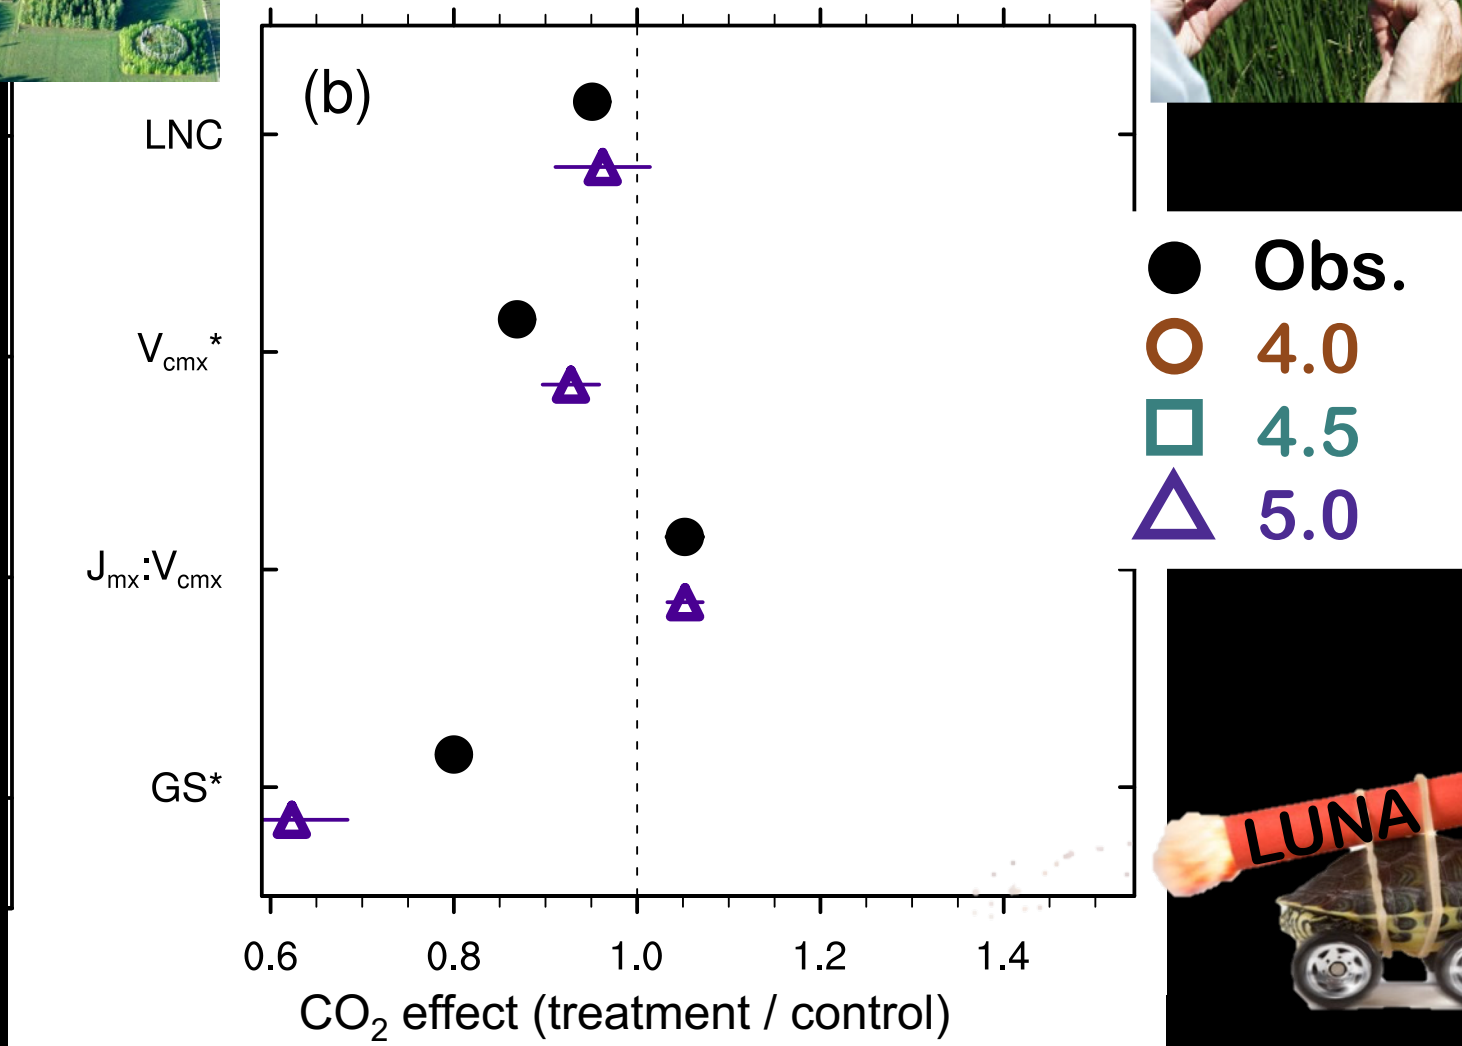 (b)
LNC
Vcmx*
Jmx:Vcmx
GS*
0.6 0.8 1.0 1.2 1.4
CO2 effect (treatment / control)
Obs.
4.0
4.5
5.0
LUNA